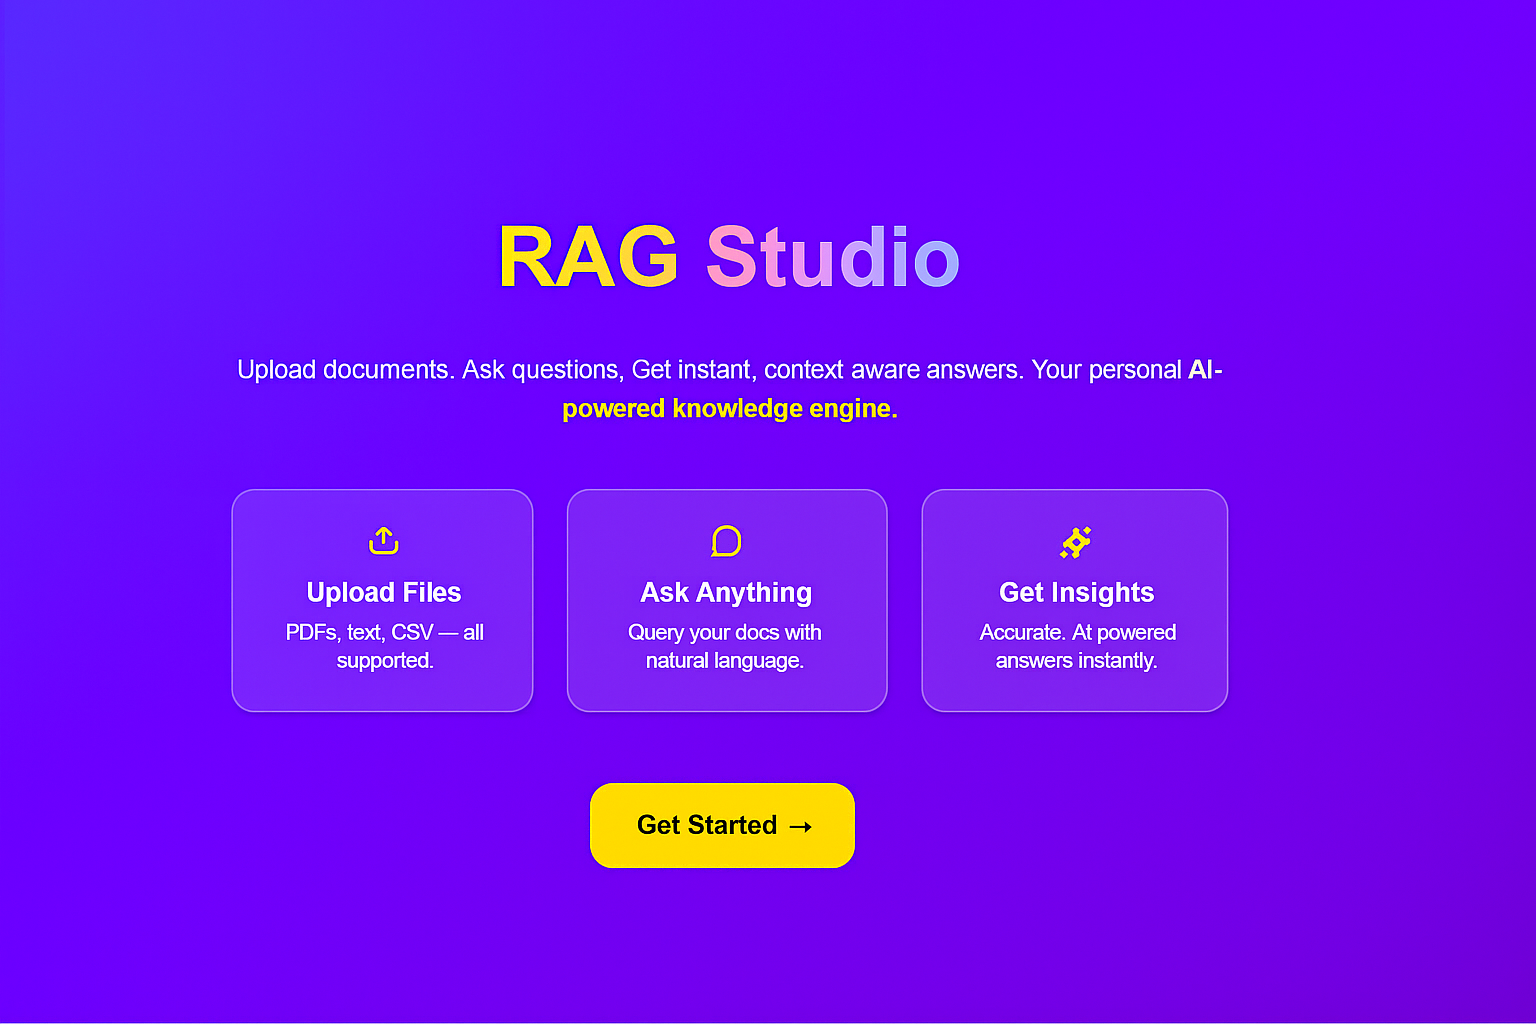 RAG Studio
Upload documents. Ask questions, Get instant, context aware answers. Your personal AI-
powered knowledge engine.
Upload Files
PDFs, text, CSV — all
supported.
Ask Anything
Query your docs with
natural language.
Get Insights
Accurate. At powered
answers instantly.
Get Started →